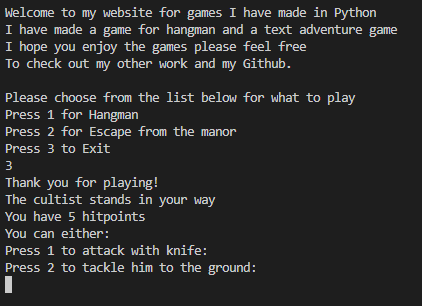 Welcome to my website for games I have made in Python
I have made a game for hangman and a text adventure game
I hope you enjoy the games please feel free
To check out my other work and my Github.
Please choose from the list below for what to play
Press 1 for Hangman
Press 2 for Escape from the manor
Press 3 to Exit
3
Thank you for playing!
The cultist stands in your way
You have 5 hitpoints
You can either:
Press 1 to attack with knife:
Press 2 to tackle him to the ground: